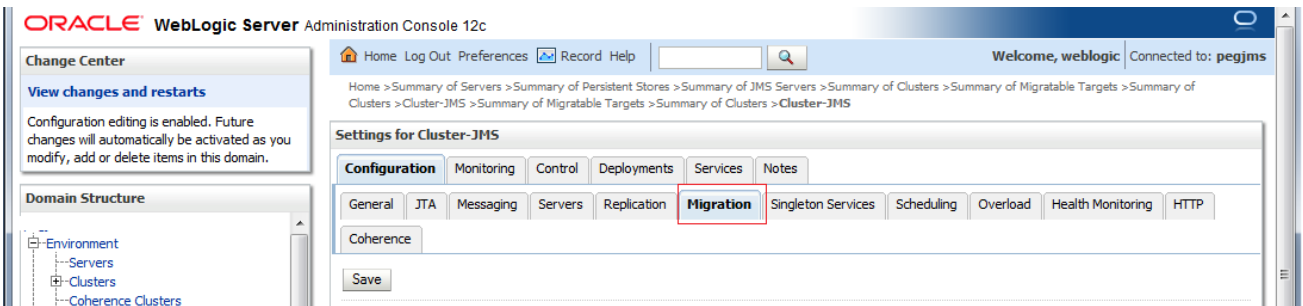 ORACLE WebLogic Server Administration Console 12c
Change Center
View changes and restarts
Configuration editing is enabled. Future
changes will automatically be activated as you
modify, add or delete items in this domain.
Domain Structure
Environment
Servers
Clusters
Coherence Clusters
Home Log Out Preferences Record Help
Welcome, weblogic Connected to: pegjms
Home >Summary of Servers >Summary of Persistent Stores >Summary of JMS Servers >Summary of Clusters >Summary of Migratable Targets >Summary of
Clusters >Cluster-JMS >Summary of Migratable Targets >Summary of Clusters >Cluster-JMS
Settings for Cluster-JMS
Configuration Monitoring Control Deployments Services Notes
General JTA Messaging Servers Replication Migration Singleton Services Scheduling Overload Health Monitoring HTTP
Coherence
Save